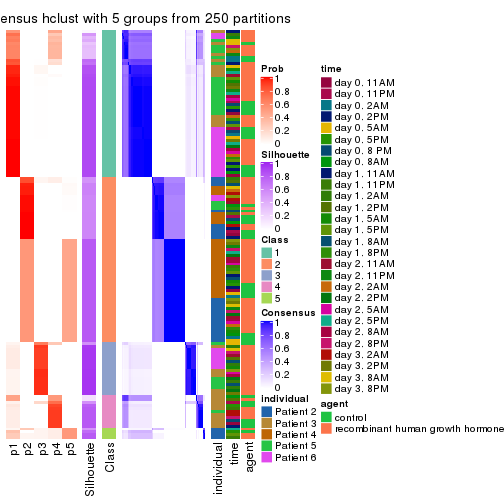 ensus hclust with 5 groups from 250 partitions
p1
p2
p3
p4
p5
Silhouette
Class
individual
time
agent
Prob
1
0.8
0.6
0.4
0.2
0
Silhouette
1
0.8
0.6
0.4
0.2
0
Class
1
2
3
4
5
Consensus
1
0.8
0.6
0.4
0.2
0
individual
Patient 2
Patient 3
Patient 4
Patient 5
Patient 6
time
day 0. 11AM
day 0. 11PM
day 0. 2AM
day 0. 2PM
day 0. 5AM
day 0. 5PM
day 0. 8 PM
day 0. 8AM
day 1. 11AM
day 1. 11PM
day 1. 2AM
day 1. 2PM
day 1. 5AM
day 1. 5PM
day 1. 8AM
day 1. 8PM
day 2. 11AM
day 2. 11PM
day 2. 2AM
day 2. 2PM
day 2. 5AM
day 2. 5PM
day 2. 8AM
day 2. 8PM
day 3. 2AM
day 3. 2PM
day 3. 8AM
day 3. 8PM
agent
control
recombinant human growth hormone